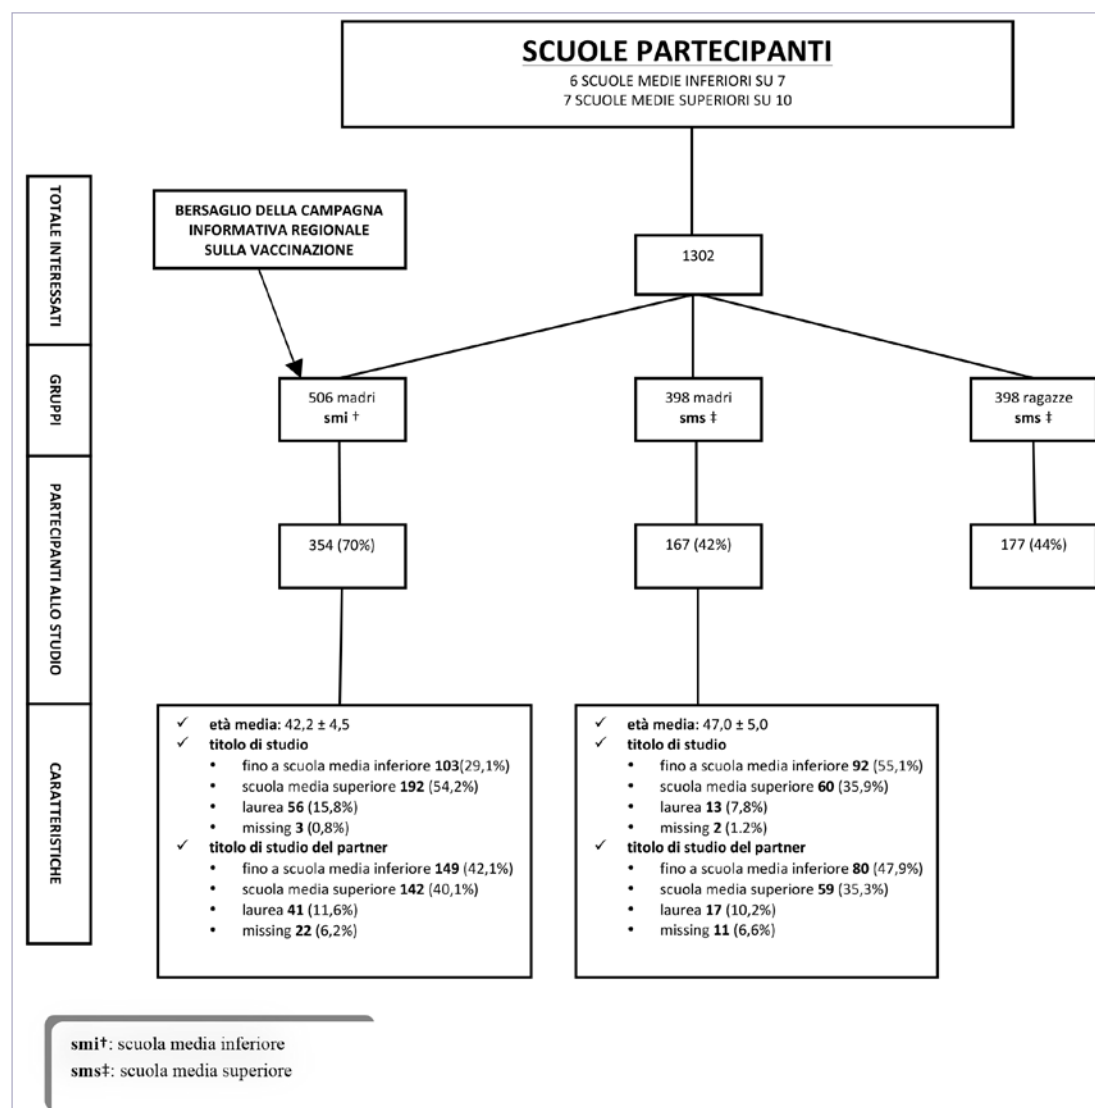 SCUOLE PARTECIPANTI
6 SCUOLE MEDIE INFERIORI SU 7
7 SCUOLE MEDIE SUPERIORI SU 10
TOTALE INTERESSATI
BERSAGLIO DELLA CAMPAGNA
INFORMATIVA REGIONALE
SULLA VACCINAZIONE
1302
GRUPPI
506 madri
smi †
398 madri
sms ‡
398 ragazze
sms ‡
PARTECIPANTI ALLO STUDIO
354 (70%)
167 (42%)
177 (44%)
CARATTERISTICHE
✓ età media: 42,2 ± 4,5
✓ titolo di studio
• fino a scuola media inferiore 103(29,1%)
• scuola media superiore 192 (54,2%)
• laurea 56 (15,8%)
• missing 3 (0,8%)
✓ titolo di studio del partner
• fino a scuola media inferiore 149 (42,1%)
• scuola media superiore 142 (40,1%)
• laurea 41 (11,6%)
• missing 22 (6,2%)
✓ età media: 47,0 ± 5,0
✓ titolo di studio
• fino a scuola media inferiore 92 (55,1%)
• scuola media superiore 60 (35,9%)
• laurea 13 (7,8%)
• missing 2 (1.2%)
✓ titolo di studio del partner
• fino a scuola media inferiore 80 (47,9%)
• scuola media superiore 59 (35,3%)
• laurea 17 (10,2%)
• missing 11 (6,6%)
smi†: scuola media inferiore
sms‡: scuola media superiore